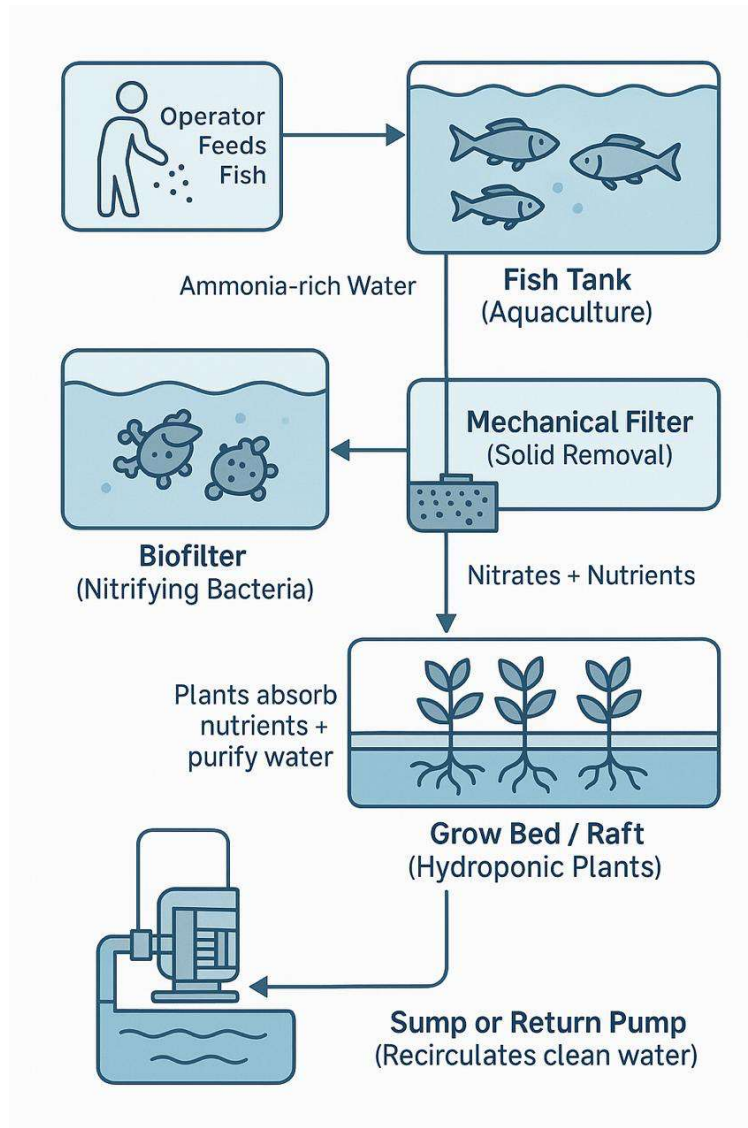 Operator
Feeds
Fish
Ammonia-rich Water
Fish Tank
(Aquaculture)
Mechanical Filter
(Solid Removal)
Biofilter
(Nitrifying Bacteria)
Nitrates + Nutrients
Plants absorb
nutrients +
purify water
Grow Bed / Raft
(Hydroponic Plants)
Sump or Return Pump
(Recirculates clean water)